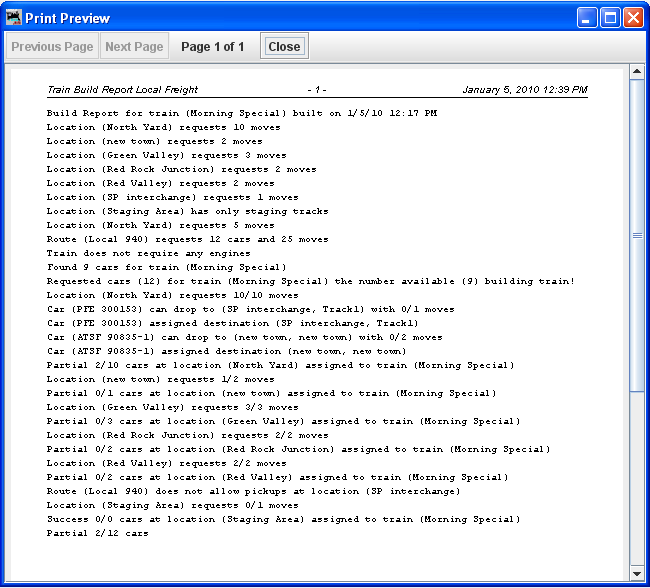 Print Preview
Previous Page Next Page Page 1 of 1 Close
Train Build Report Local Freight - 1 - January 5, 2010 12:39 PM
Build Report for train (Morning Special) built on 1/5/10 12:17 PM
Location (North Yard) requests 10 moves
Location (new town) requests 2 moves
Location (Green Valley) requests 3 moves
Location (Red Rock Junction) requests 2 moves
Location (Red Valley) requests 2 moves
Location (SP interchange) requests 1 moves
Location (Staging Area) has only staging tracks
Location (North Yard) requests 5 moves
Route (Local 940) requests 12 cars and 25 moves
Train does not require any engines
Found 9 cars for train (Morning Special)
Requested cars (12) for train (Morning Special) the number available (9) building train!
Location (North Yard) requests 10/10 moves
Car (PFE 300153) can drop to (SP interchange, Track1) with 0/1 moves
Car (PFE 300153) assigned destination (SP interchange, Track1)
Car (ATSF 90835-1) can drop to (new town, new town) with 0/2 moves
Car (ATSF 90835-1) assigned destination (new town, new town)
Partial 2/10 cars at location (North Yard) assigned to train (Morning Special)
Location (new town) requests 1/2 moves
Partial 0/1 cars at location (new town) assigned to train (Morning Special)
Location (Green Valley) requests 3/3 moves
Partial 0/3 cars at location (Green Valley) assigned to train (Morning Special)
Location (Red Rock Junction) requests 2/2 moves
Partial 0/2 cars at location (Red Rock Junction) assigned to train (Morning Special)
Location (Red Valley) requests 2/2 moves
Partial 0/2 cars at location (Red Valley) assigned to train (Morning Special)
Route (Local 940) does not allow pickups at location (SP interchange)
Location (Staging Area) requests 0/1 moves
Success 0/0 cars at location (Staging Area) assigned to train (Morning Special)
Partial 2/12 cars